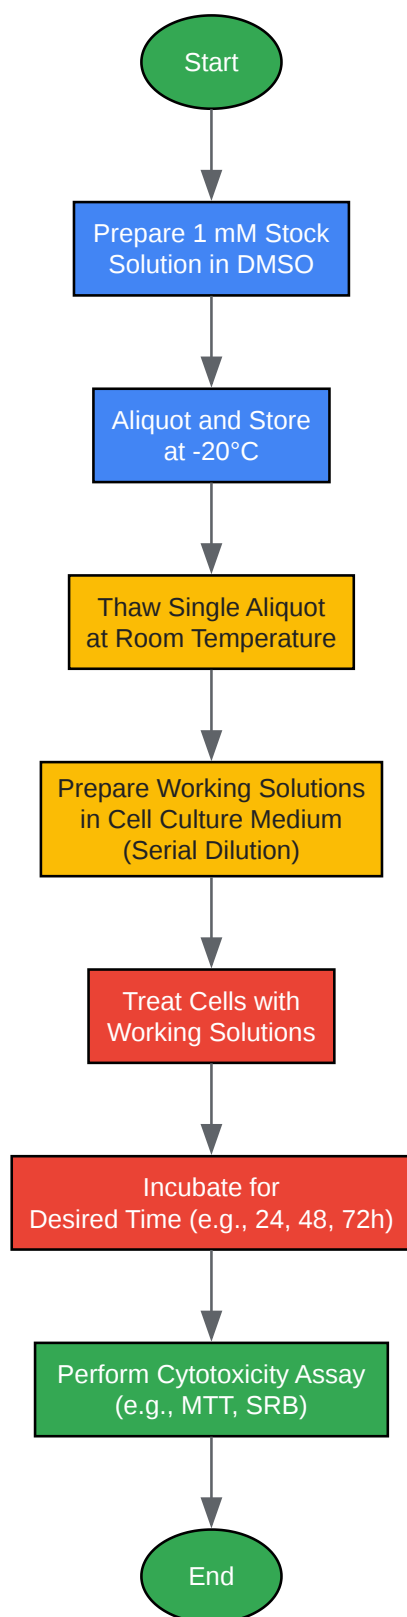 Start
Prepare 1 mM Stock
Solution in DMSO
Aliquot and Store
at -20°C
Thaw Single Aliquot
at Room Temperature
Prepare Working Solutions
in Cell Culture Medium
(Serial Dilution)
Treat Cells with
Working Solutions
Incubate for
Desired Time (e.g., 24, 48, 72h)
Perform Cytotoxicity Assay
(e.g., MTT, SRB)
End